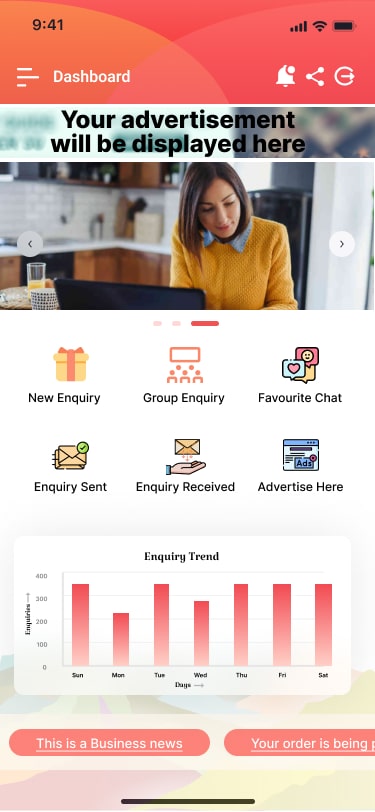 9:41
Dashboard
Your advertisement
will be displayed here
New Enquiry
Group Enquiry
Favourite Chat
Ads
Enquiry Sent
Enquiry Received
Advertise Here
Enquiry Trend
Enquiries
400
300
200
100
0
Sun
Mon
Tue
Wed
Thu
Fri
Sat
Days
This is a Business news
Your order is being